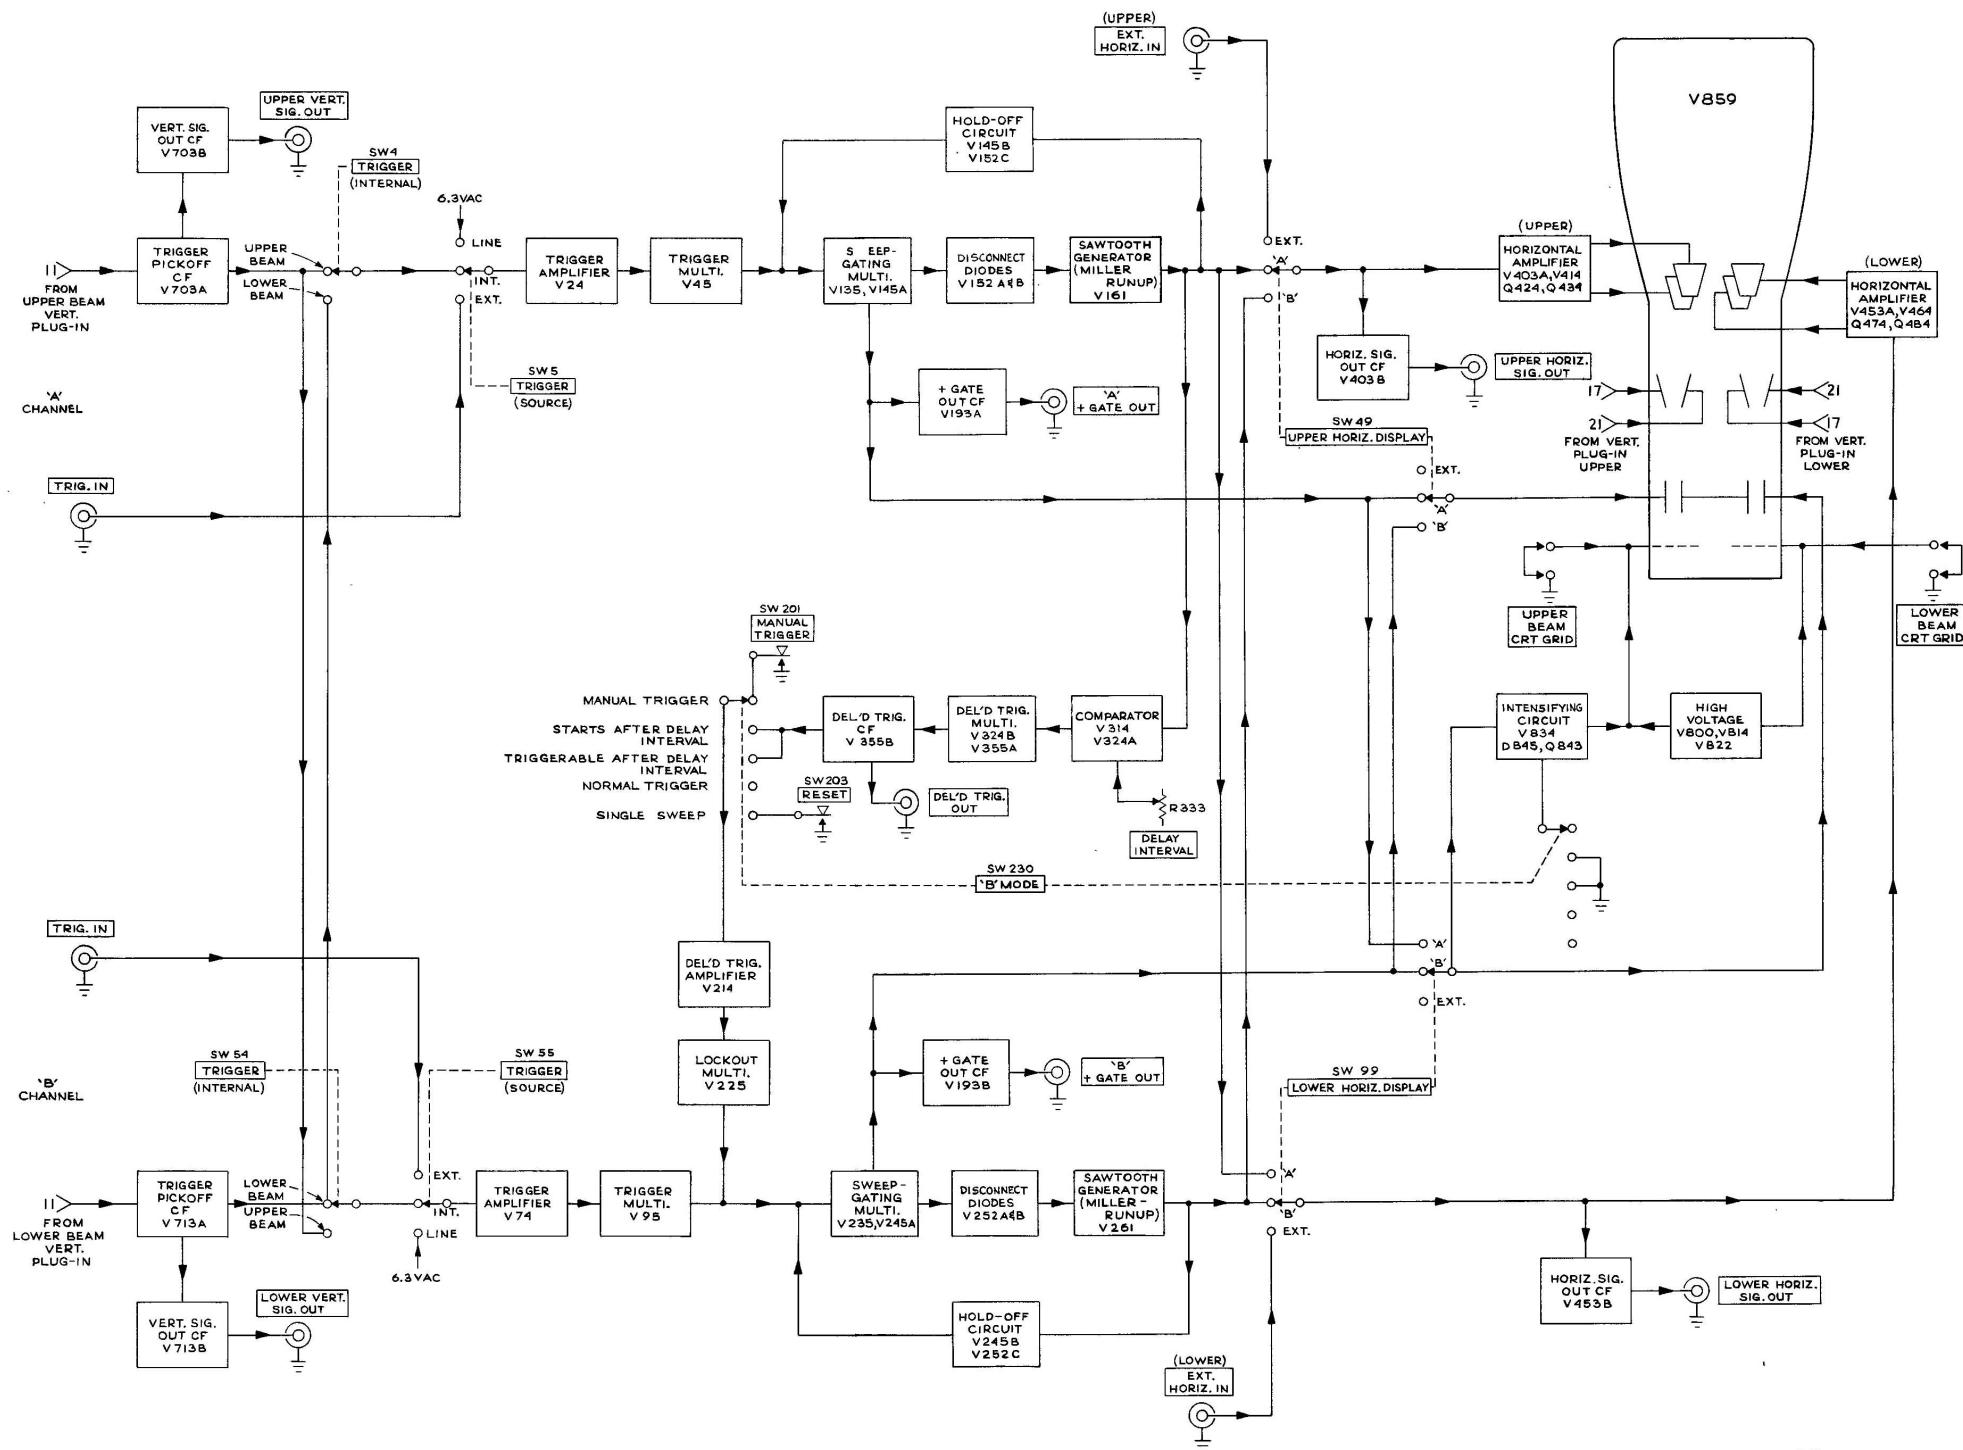 (UPPER)
EXT.
HORIZ. IN
V859
VERT. SIG.
OUT CF
V703B
UPPER VERT.
SIG. OUT
SW4
TRIGGER
(INTERNAL)
HOLD-OFF
CIRCUIT
V145B
V152C
6.3VAC
LINE
INT.
EXT.
11
FROM
UPPER BEAM
VERT.
PLUG-IN
TRIGGER
PICKOFF
CF
V703A
UPPER
BEAM
LOWER
BEAM
TRIGGER
AMPLIFIER
V24
TRIGGER
MULTI.
V45
S EEP-
GATING
MULTI.
V135, V145A
DISCONNECT
DIODES
V152 A&B
SAWTOOTH
GENERATOR
(MILLER
RUNUP)
V161
EXT.
'A'
'B'
(UPPER)
HORIZONTAL
AMPLIFIER
V403A, V414
Q424, Q434
(LOWER)
HORIZONTAL
AMPLIFIER
V453A, V464
Q474, Q484
SW5
TRIGGER
(SOURCE)
'A'
CHANNEL
+ GATE
OUT CF
V193A
'A'
+ GATE OUT
HORIZ. SIG.
OUT CF
V403B
UPPER HORIZ.
SIG. OUT
17
21
FROM VERT.
PLUG-IN
UPPER
21
17
FROM VERT.
PLUG-IN
LOWER
SW49
UPPER HORIZ. DISPLAY
EXT.
'A'
'B'
TRIG. IN
UPPER
BEAM
CRT GRID
LOWER
BEAM
CRT GRID
SW 201
MANUAL
TRIGGER
MANUAL TRIGGER
STARTS AFTER DELAY
INTERVAL
TRIGGERABLE AFTER DELAY
INTERVAL
NORMAL TRIGGER
SINGLE SWEEP
SW203
RESET
DEL'D TRIG.
CF
V355B
DEL'D TRIG.
MULTI.
V324B
V355A
COMPARATOR
V314
V324A
DEL'D TRIG.
OUT
R333
DELAY
INTERVAL
INTENSIFYING
CIRCUIT
V834
D845, Q843
HIGH
VOLTAGE
V800, V814
V822
SW 230
'B' MODE
TRIG. IN
DEL'D TRIG.
AMPLIFIER
V214
'A'
'B'
EXT.
LOCKOUT
MULTI.
V225
+ GATE
OUT CF
V193B
'B'
+ GATE OUT
SW 99
LOWER HORIZ. DISPLAY
'B'
CHANNEL
SW 54
TRIGGER
(INTERNAL)
SW 55
TRIGGER
(SOURCE)
11
FROM
LOWER BEAM
VERT.
PLUG-IN
TRIGGER
PICKOFF
CF
V713A
LOWER
BEAM
UPPER
BEAM
EXT.
INT.
LINE
6.3VAC
TRIGGER
AMPLIFIER
V74
TRIGGER
MULTI.
V95
SWEEP-
GATING
MULTI.
V235, V245A
DISCONNECT
DIODES
V252A&B
SAWTOOTH
GENERATOR
(MILLER-
RUNUP)
V261
'A'
'B'
EXT.
VERT. SIG.
OUT CF
V713B
LOWER VERT.
SIG. OUT
HOLD-OFF
CIRCUIT
V245B
V252C
HORIZ. SIG.
OUT CF
V453B
LOWER HORIZ.
SIG. OUT
(LOWER)
EXT.
HORIZ. IN